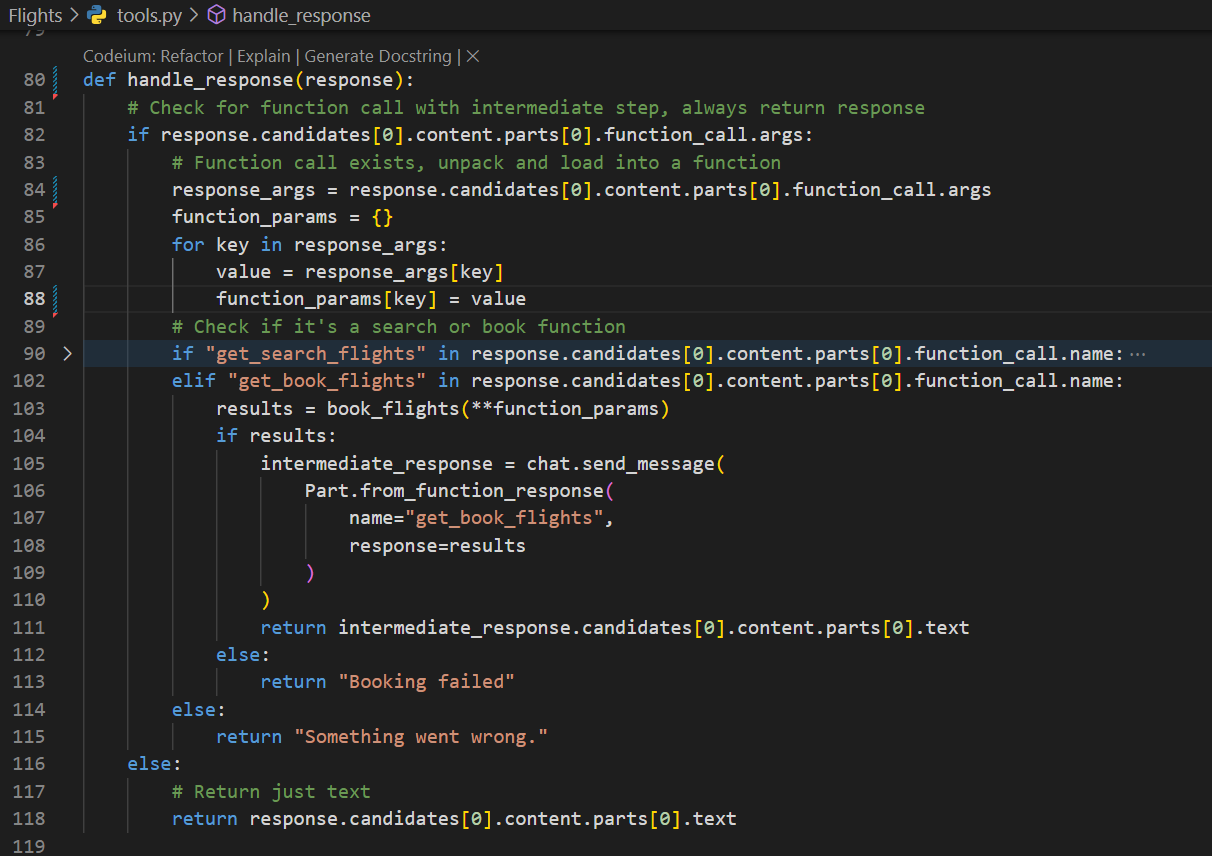 Flights > tools.py > handle_response
79
Codeium: Refactor | Explain | Generate Docstring | ×
80 def handle_response(response):
81     # Check for function call with intermediate step, always return response
82     if response.candidates[0].content.parts[0].function_call.args:
83         # Function call exists, unpack and load into a function
84         response_args = response.candidates[0].content.parts[0].function_call.args
85         function_params = {}
86         for key in response_args:
87             value = response_args[key]
88             function_params[key] = value
89         # Check if it's a search or book function
90 >       if "get_search_flights" in response.candidates[0].content.parts[0].function_call.name:···
102         elif "get_book_flights" in response.candidates[0].content.parts[0].function_call.name:
103             results = book_flights(**function_params)
104             if results:
105                 intermediate_response = chat.send_message(
106                     Part.from_function_response(
107                         name="get_book_flights",
108                         response=results
109                     )
110                 )
111                 return intermediate_response.candidates[0].content.parts[0].text
112             else:
113                 return "Booking failed"
114         else:
115             return "Something went wrong."
116     else:
117         # Return just text
118         return response.candidates[0].content.parts[0].text
119